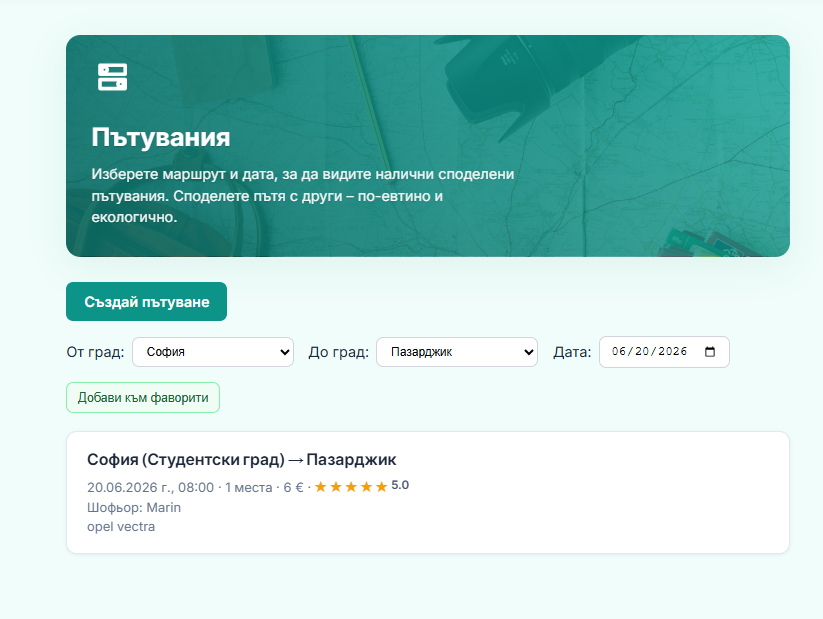 Пътувания
Изберете маршрут и дата, за да видите налични споделени
пътувания. Споделете пътя с други – по-евтино и
екологично.
Създай пътуване
От град: София До град: Пазарджик Дата: 06/20/2026
Добави към фаворити
София (Студентски град) → Пазарджик
20.06.2026 г., 08:00 · 1 места · 6 € · ★★★★★ 5.0
Шофьор: Marin
opel vectra